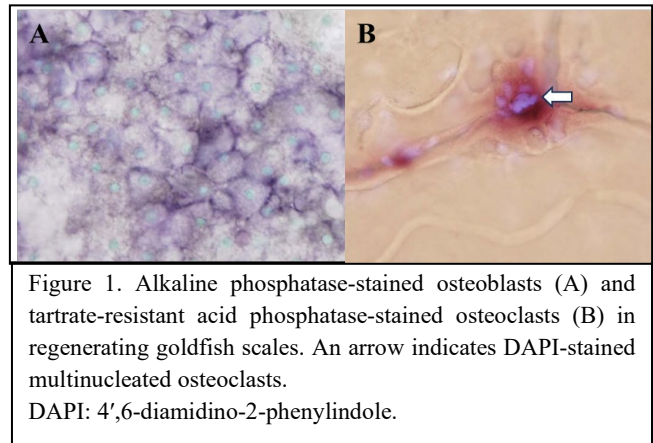 A
B
Figure 1. Alkaline phosphatase-stained osteoblasts (A) and
tartrate-resistant acid phosphatase-stained osteoclasts (B) in
regenerating goldfish scales. An arrow indicates DAPI-stained
multinucleated osteoclasts.
DAPI: 4′,6-diamidino-2-phenylindole.